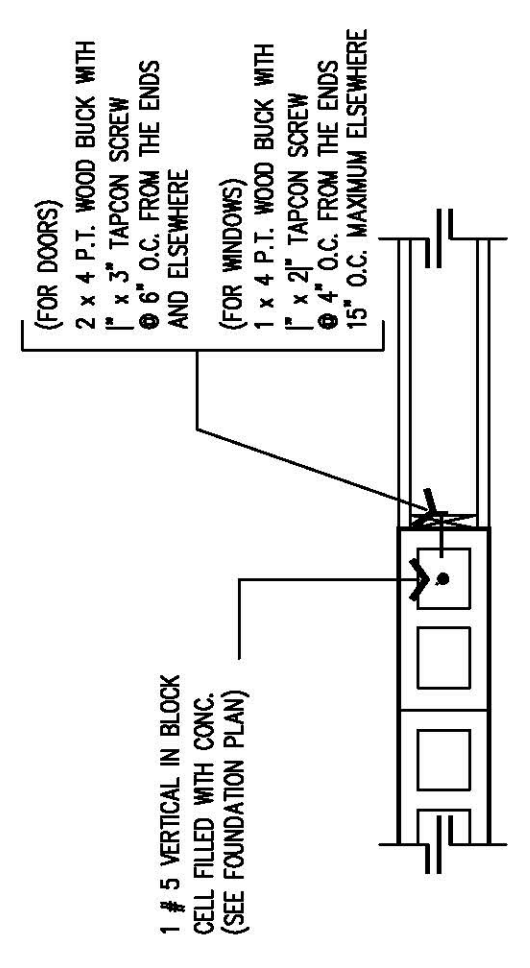 (FOR DOORS)
2 x 4 P.T. WOOD BUCK WITH
|" x 3" TAPCON SCREW
@ 6" O.C. FROM THE ENDS
AND ELSEWHERE
(FOR WINDOWS)
1 x 4 P.T. WOOD BUCK WITH
|" x 2|" TAPCON SCREW
@ 4" O.C. FROM THE ENDS
15" O.C. MAXIMUM ELSEWHERE
1 # 5 VERTICAL IN BLOCK
CELL FILLED WITH CONC.
(SEE FOUNDATION PLAN)